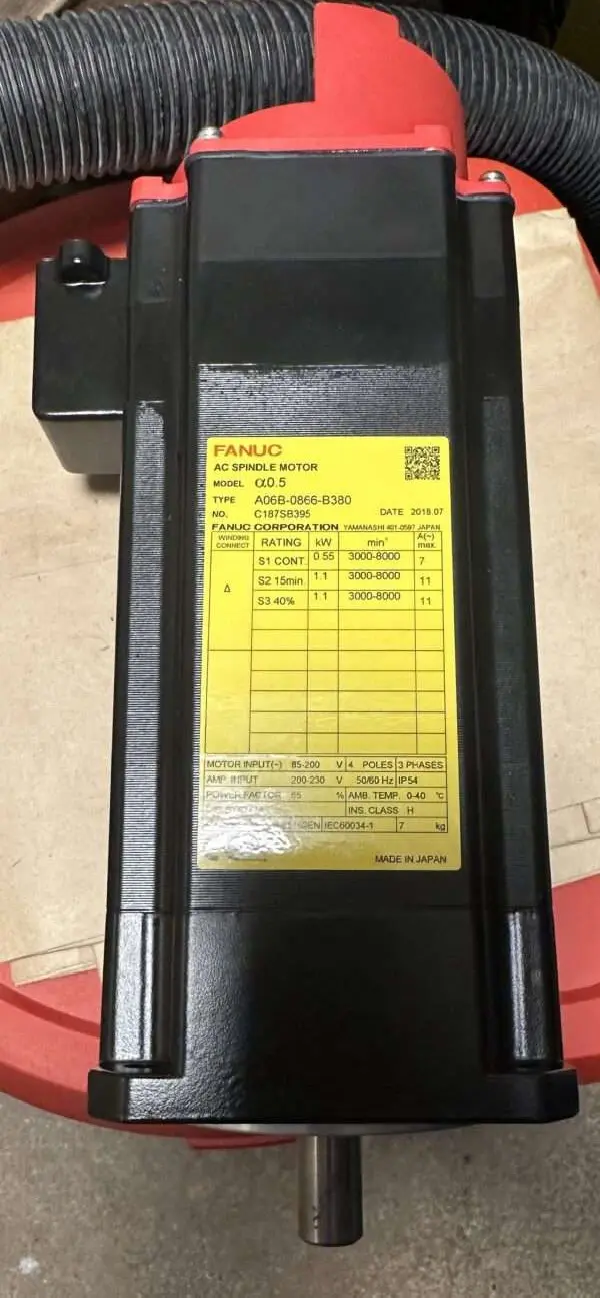 FANUC
AC SPINDLE MOTOR
MODEL α0.5
TYPE A06B-0866-B380
NO. C187SB395 DATE 2018.07
FANUC CORPORATION YAMANASHI 401-0597 JAPAN
WINDING CONNECT RATING kW min⁻ A(~) max.
Δ S1 CONT. 0.55 3000-8000 7
S2 15min. 1.1 3000-8000 11
S3 40% 1.1 3000-8000 11
MOTOR INPUT(~) 85-200 V 4 POLES 3 PHASES
AMP. INPUT 200-230 V 50/60 Hz IP54
POWER FACTOR 65 % AMB. TEMP. 0-40 ℃
INS. CLASS H
IEC60034-1 7 kg
MADE IN JAPAN